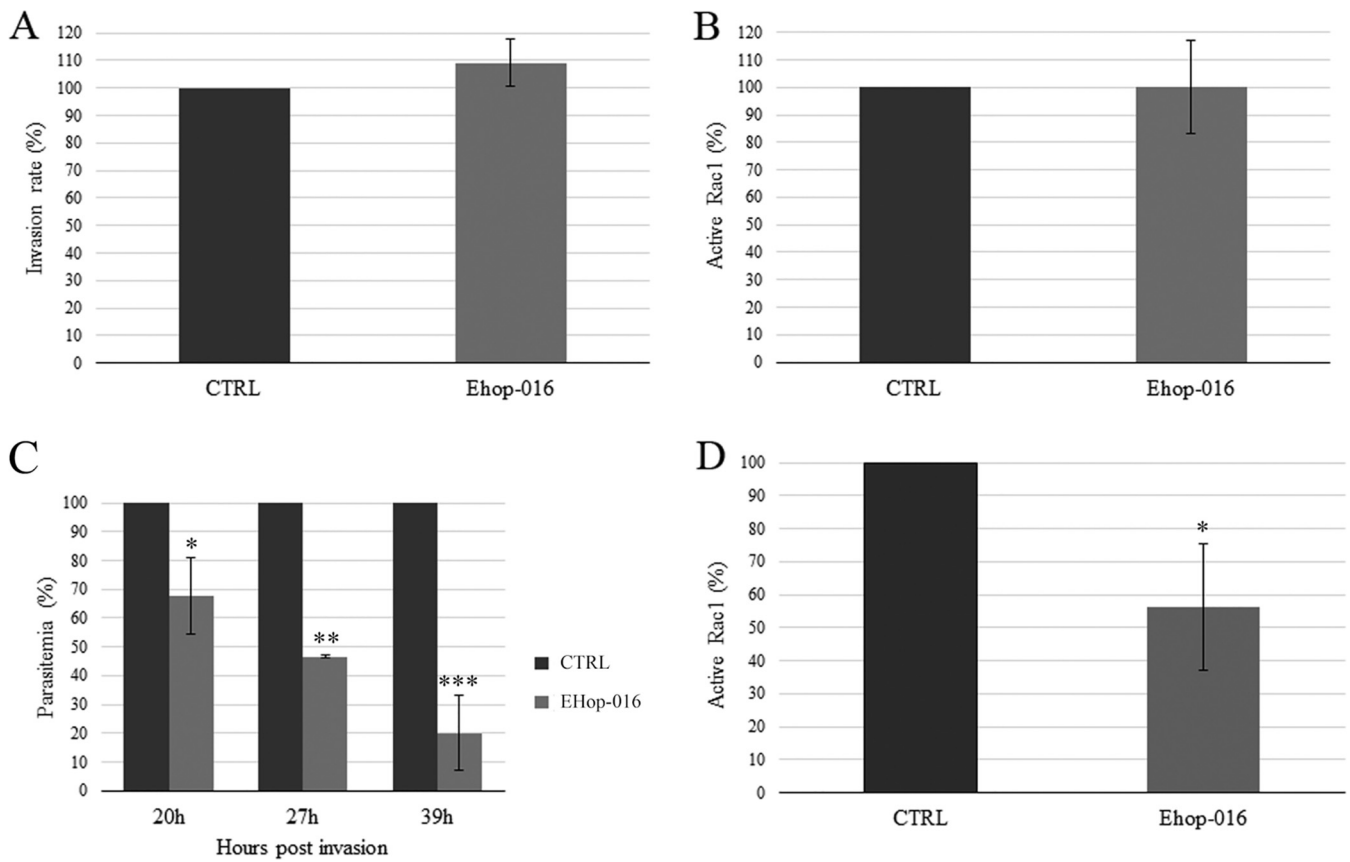 A
120
110
100
90
80
70
60
50
40
30
20
10
0
Invasion rate (%)
CTRL
Ehop-016
B
120
110
100
90
80
70
60
50
40
30
20
10
0
Active Rac1 (%)
CTRL
Ehop-016
C
100
90
80
70
60
50
40
30
20
10
0
Parasitemia (%)
*
**
***
20h
27h
39h
Hours post invasion
CTRL
EHop-016
D
100
90
80
70
60
50
40
30
20
10
0
Active Rac1 (%)
*
CTRL
Ehop-016